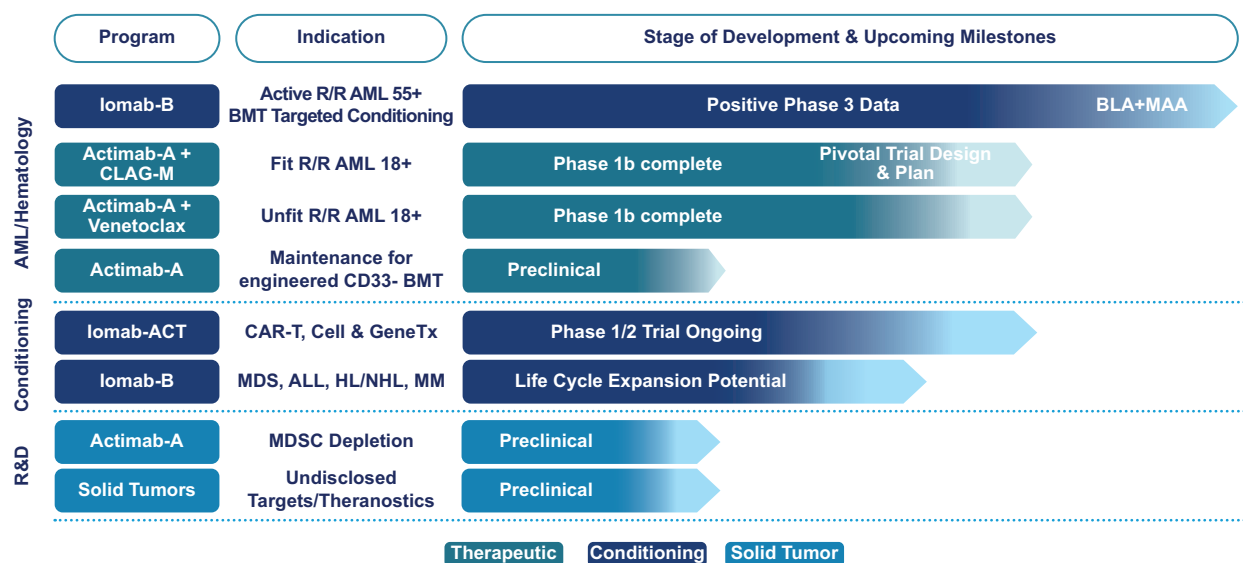 Program
Indication
Stage of Development & Upcoming Milestones
AML/Hematology
Iomab-B
Active R/R AML 55+
BMT Targeted Conditioning
Positive Phase 3 Data
BLA+MAA
Actimab-A +
CLAG-M
Fit R/R AML 18+
Phase 1b complete
Pivotal Trial Design
& Plan
Actimab-A +
Venetoclax
Unfit R/R AML 18+
Phase 1b complete
Actimab-A
Maintenance for
engineered CD33- BMT
Preclinical
Conditioning
Iomab-ACT
CAR-T, Cell & GeneTx
Phase 1/2 Trial Ongoing
Iomab-B
MDS, ALL, HL/NHL, MM
Life Cycle Expansion Potential
R&D
Actimab-A
MDSC Depletion
Preclinical
Solid Tumors
Undisclosed
Targets/Theranostics
Preclinical
Therapeutic
Conditioning
Solid Tumor